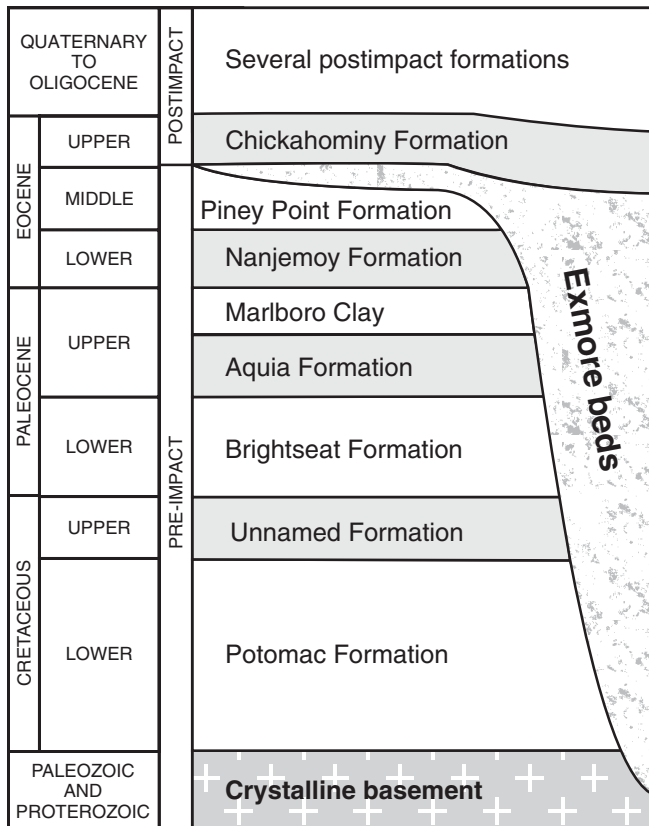 QUATERNARY
TO
OLIGOCENE
POSTIMPACT
Several postimpact formations
EOCENE
UPPER
Chickahominy Formation
MIDDLE
Piney Point Formation
LOWER
Nanjemoy Formation
PALEOCENE
UPPER
PRE-IMPACT
Marlboro Clay
Aquia Formation
LOWER
Brightseat Formation
CRETACEOUS
UPPER
Unnamed Formation
LOWER
Potomac Formation
Exmore beds
PALEOZOIC
AND
PROTEROZOIC
Crystalline basement